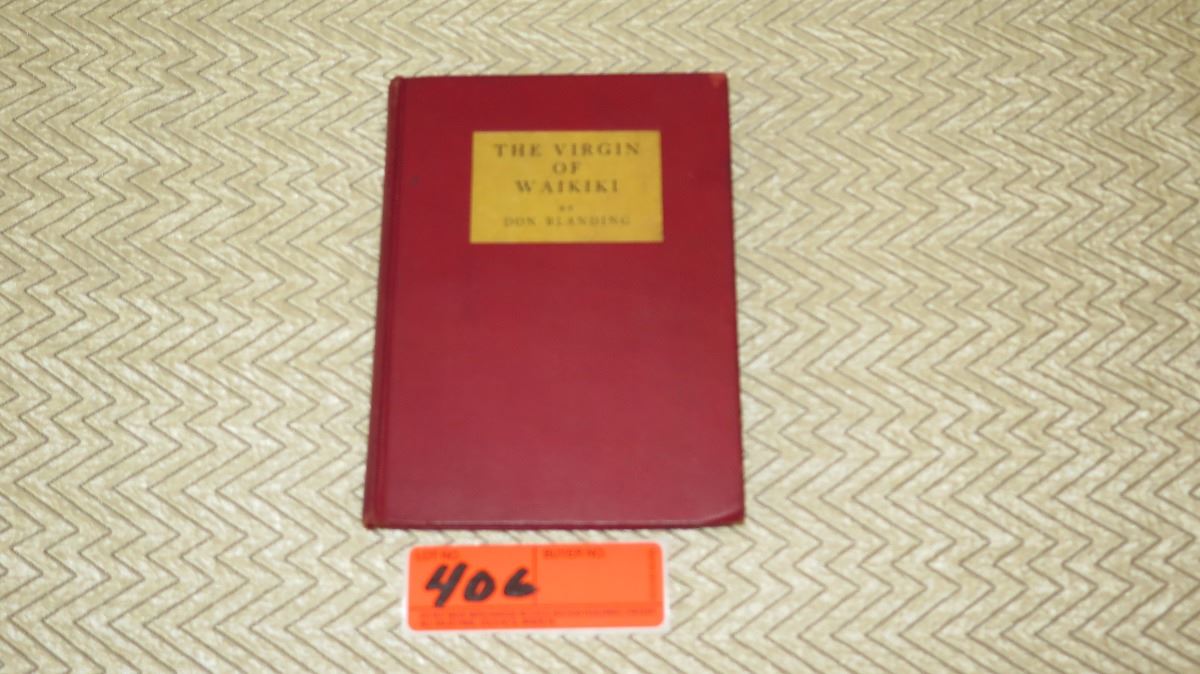 THE VIRGIN
OF
WAIKIKI
BY
DON BLANDING
LOT NO. BUYER NO.
406